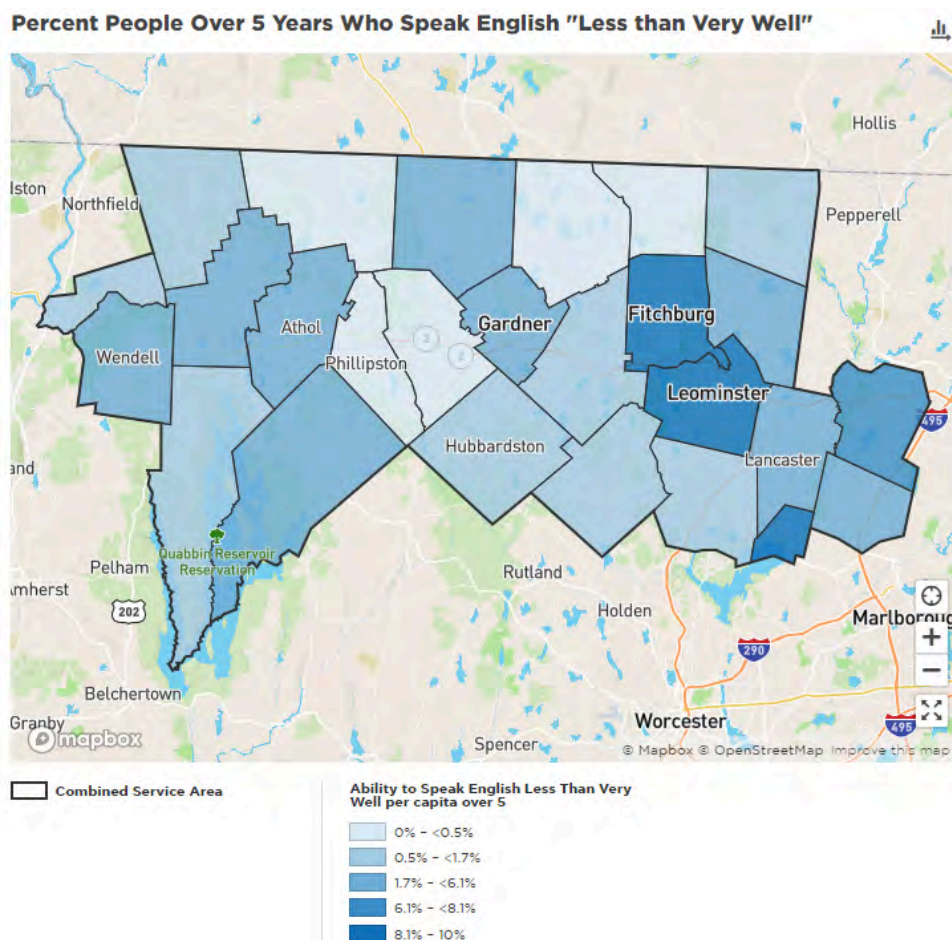 Percent People Over 5 Years Who Speak English "Less than Very Well"
Hollis
lston
Northfield
Pepperell
Athol
Gardner
Fitchburg
Wendell
Phillipston
2
2
Leominster
495
Hubbardston
Lancaster
and
Quabbin Reservoir
Reservation
Pelham
Amherst
Rutland
202
Holden
Marlboroug
290
Belchertown
Granby
Worcester
495
mapbox
Spencer
© Mapbox © OpenStreetMap Improve this map
Combined Service Area
Ability to Speak English Less Than Very
Well per capita over 5
0% - <0.5%
0.5% - <1.7%
1.7% - <6.1%
6.1% - <8.1%
8.1% - 10%